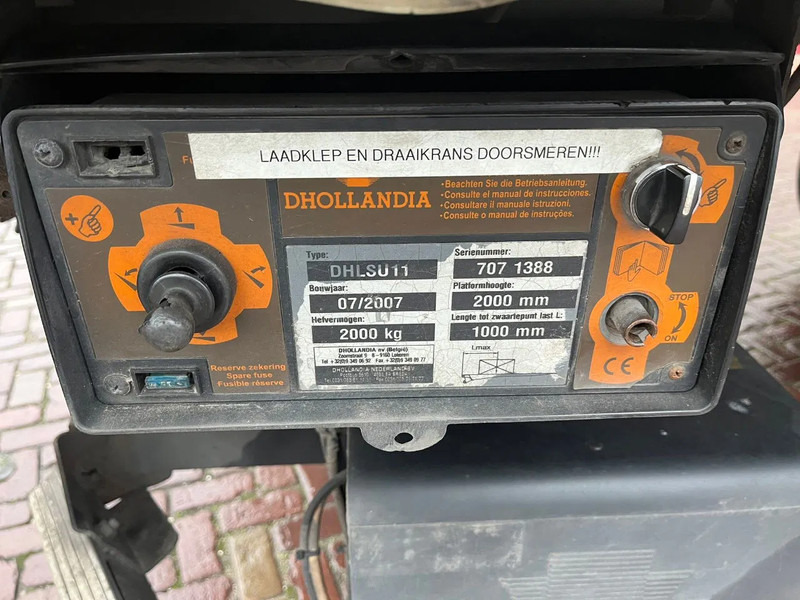 LAADKLEP EN DRAAIKRANS DOORSMEREN!!!
DHOLLANDIA
•Beachten Sie die Betriebsanleitung.
•Consulte el manual de instrucciones.
•Consultare il manuale istruzioni.
•Consulte o manual de instruções.
Type:
DHLSU11
Serienummer:
707 1388
Bouwjaar:
07/2007
Platformhoogte:
2000 mm
Hefvermogen:
2000 kg
Lengte tot zwaartepunt last L:
1000 mm
DHOLLANDIA nv (België)
DHOLLANDIA NEDERLAND B.V.
Lmax
STOP
ON
CE
Reserve zekering
Spare fuse
Fusible réserve